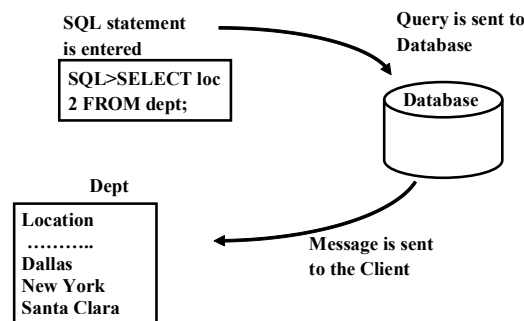 SQL statement
is entered
SQL>SELECT loc
2 FROM dept;
Query is sent to
Database
Database
Dept
Location
………..
Dallas
New York
Santa Clara
Message is sent
to the Client